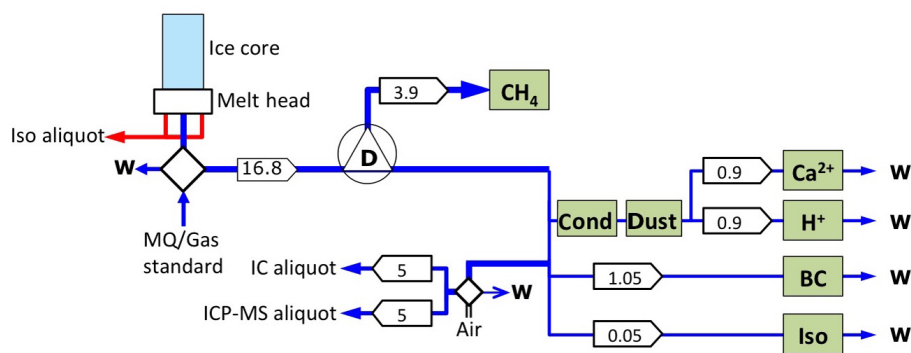 Ice core
Melt head
Iso aliquot
W
16.8
MQ/Gas
standard
D
3.9
CH₄
Cond
Dust
0.9
Ca²⁺
W
0.9
H⁺
W
IC aliquot
5
ICP-MS aliquot
5
W
Air
1.05
BC
W
0.05
Iso
W